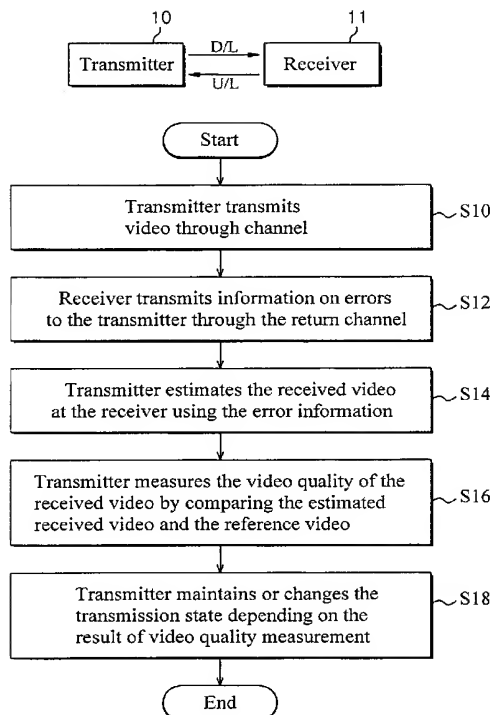 10
11
Transmitter
D/L
U/L
Receiver
Start
Transmitter transmits
video through channel
S10
Receiver transmits information on errors
to the transmitter through the return channel
S12
Transmitter estimates the received video
at the receiver using the error information
S14
Transmitter measures the video quality of the
received video by comparing the estimated
received video and the reference video
S16
Transmitter maintains or changes the
transmission state depending on the
result of video quality measurement
S18
End